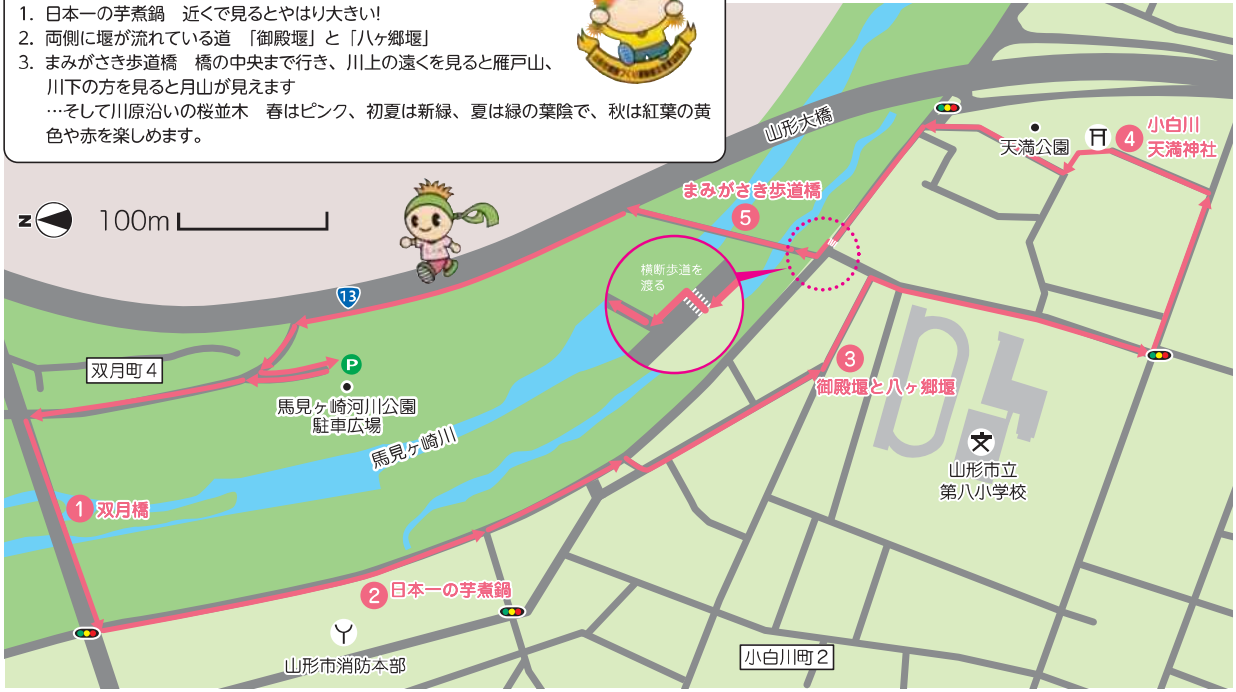 1. 日本一の芋煮鍋　近くで見るとやはり大きい!
2. 両側に堰が流れている道　「御殿堰」と「八ヶ郷堰」
3. まみがさき歩道橋　橋の中央まで行き、川上の遠くを見ると雁戸山、
川下の方を見ると月山が見えます
…そして川原沿いの桜並木　春はピンク、初夏は新緑、夏は緑の葉陰で、秋は紅葉の黄
色や赤を楽しめます。
山形大橋
天満公園
4 小白川
天満神社
まみがさき歩道橋
5
N 100m
横断歩道を
渡る
13
双月町4
P
馬見ヶ崎河川公園
駐車広場
3
御殿堰と八ヶ郷堰
馬見ヶ崎川
文
山形市立
第八小学校
1 双月橋
2 日本一の芋煮鍋
山形市消防本部
小白川町2